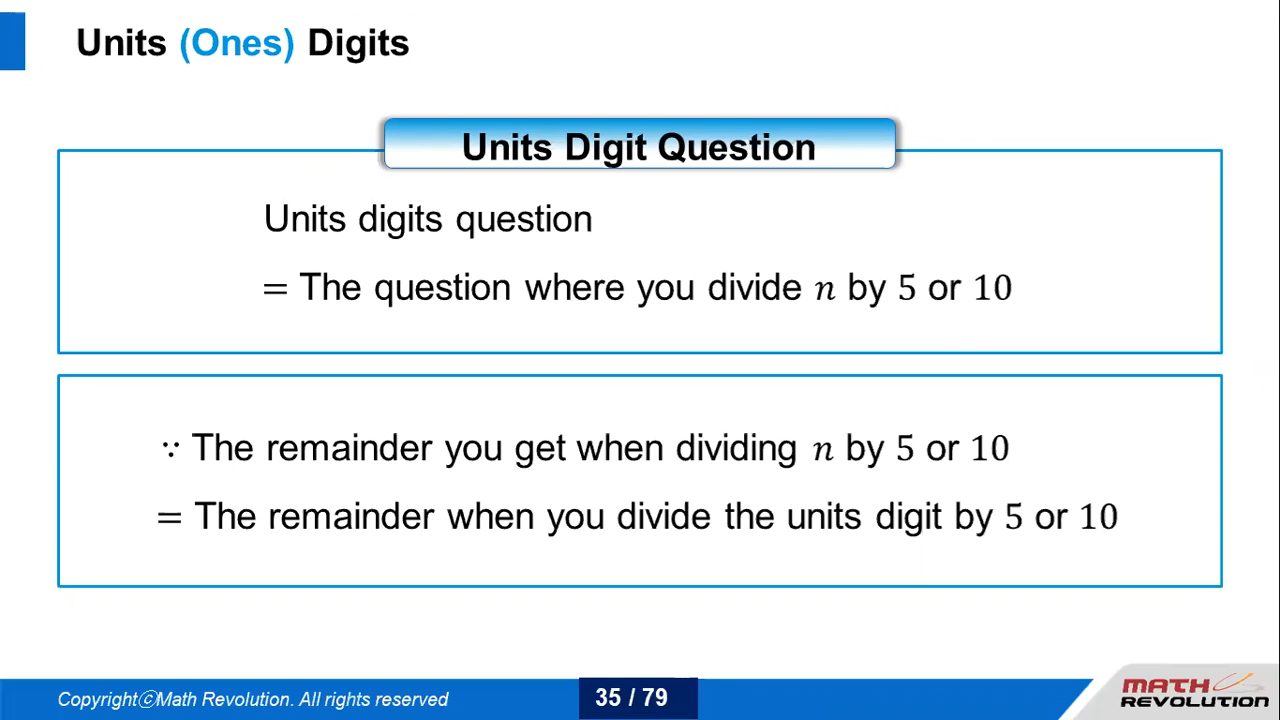 Units (Ones) Digits
Units Digit Question
Units digits question
= The question where you divide n by 5 or 10
∵ The remainder you get when dividing n by 5 or 10
= The remainder when you divide the units digit by 5 or 10
CopyrightⓒMath Revolution. All rights reserved
35 / 79
MATH
REVOLUTION